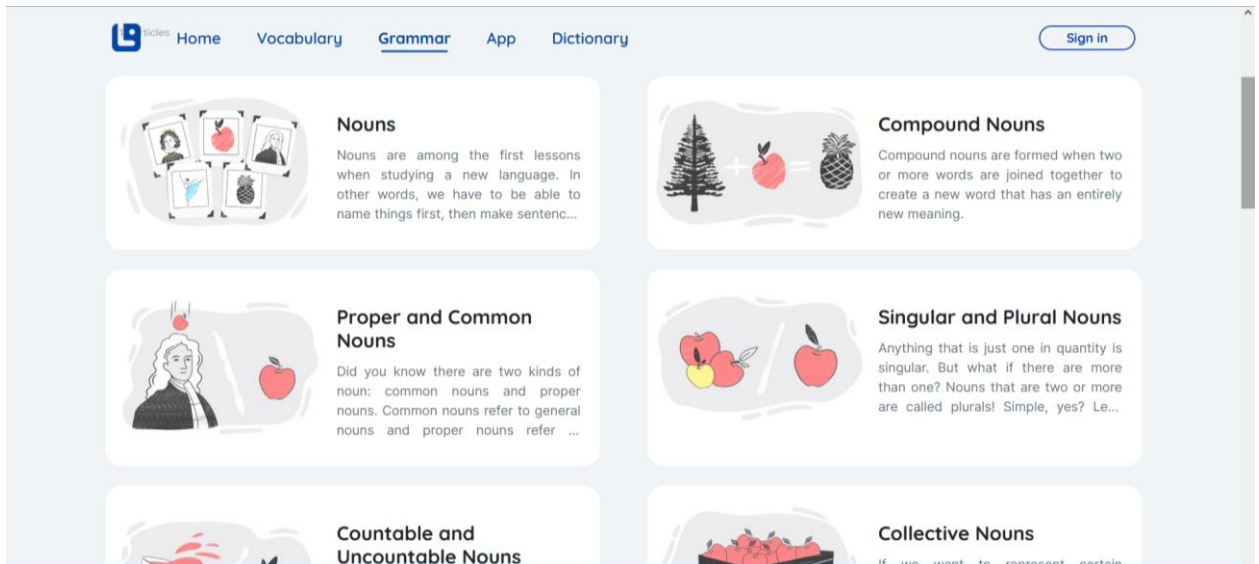 Home Vocabulary Grammar App Dictionary Sign in
Nouns
Nouns are among the first lessons
when studying a new language. In
other words, we have to be able to
name things first, then make sentenc...
Compound Nouns
Compound nouns are formed when two
or more words are joined together to
create a new word that has an entirely
new meaning.
Proper and Common
Nouns
Did you know there are two kinds of
noun: common nouns and proper
nouns. Common nouns refer to general
nouns and proper nouns refer ...
Singular and Plural Nouns
Anything that is just one in quantity is
singular. But what if there are more
than one? Nouns that are two or more
are called plurals! Simple, yes? Le...
Countable and
Uncountable Nouns
Collective Nouns
If we want to represent certain